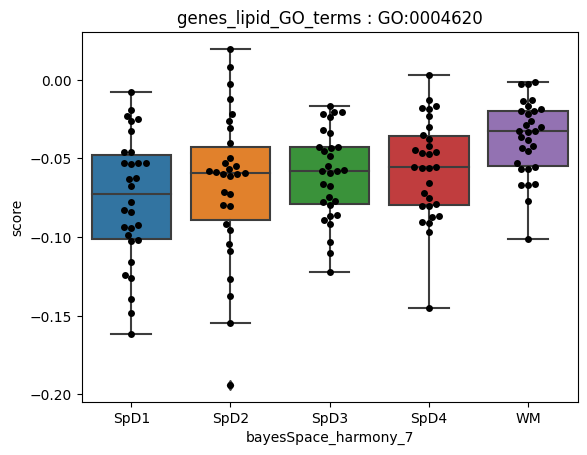 genes_lipid_GO_terms : GO:0004620
score
0.00
−0.05
−0.10
−0.15
−0.20
SpD1 SpD2 SpD3 SpD4 WM
bayesSpace_harmony_7